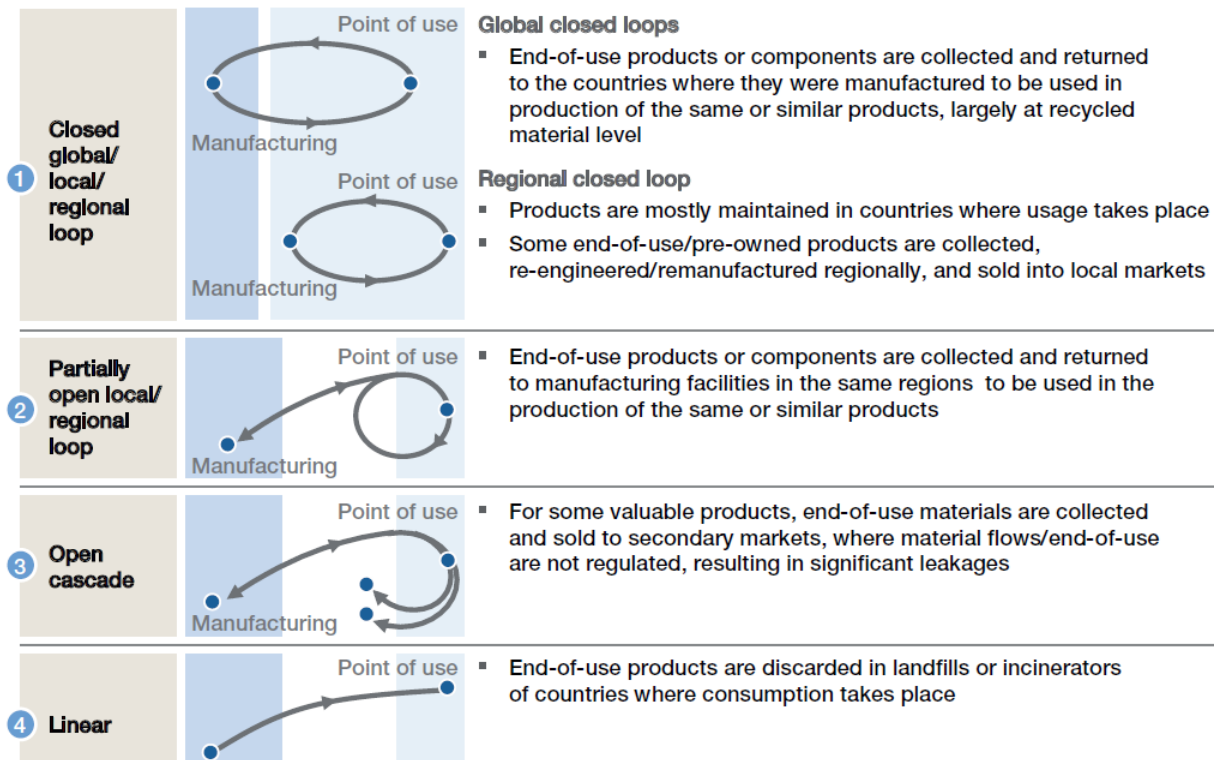 1
Closed
global/
local/
regional
loop
Point of use
Manufacturing
Global closed loops
▪ End-of-use products or components are collected and returned
to the countries where they were manufactured to be used in
production of the same or similar products, largely at recycled
material level
Point of use
Manufacturing
Regional closed loop
▪ Products are mostly maintained in countries where usage takes place
▪ Some end-of-use/pre-owned products are collected,
re-engineered/remanufactured regionally, and sold into local markets
2
Partially
open local/
regional
loop
Point of use
Manufacturing
▪ End-of-use products or components are collected and returned
to manufacturing facilities in the same regions to be used in the
production of the same or similar products
3
Open
cascade
Point of use
Manufacturing
▪ For some valuable products, end-of-use materials are collected
and sold to secondary markets, where material flows/end-of-use
are not regulated, resulting in significant leakages
4
Linear
Point of use
▪ End-of-use products are discarded in landfills or incinerators
of countries where consumption takes place